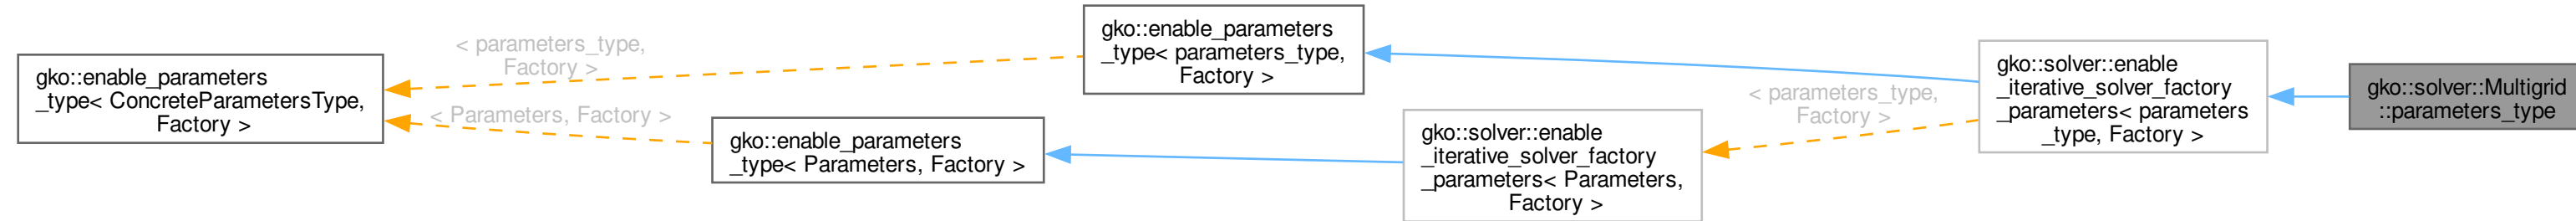 gko::enable_parameters
_type< ConcreteParametersType,
Factory >
< parameters_type,
Factory >
< Parameters, Factory >
gko::enable_parameters
_type< Parameters, Factory >
gko::enable_parameters
_type< parameters_type,
Factory >
gko::solver::enable
_iterative_solver_factory
_parameters< Parameters,
Factory >
< parameters_type,
Factory >
gko::solver::enable
_iterative_solver_factory
_parameters< parameters
_type, Factory >
gko::solver::Multigrid
::parameters_type